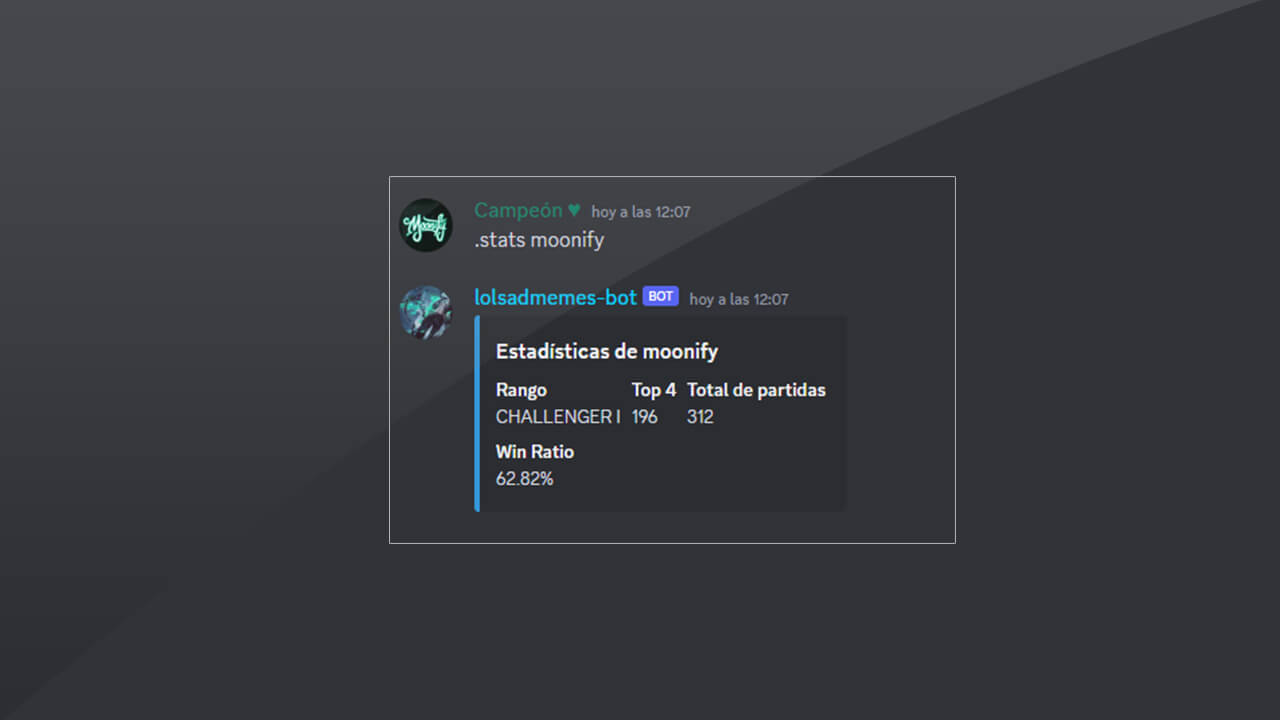 Moonify
Campeón ♥ hoy a las 12:07
.stats moonify
lolsadmemes-bot BOT hoy a las 12:07
Estadísticas de moonify
Rango Top 4 Total de partidas
CHALLENGER I 196 312
Win Ratio
62.82%